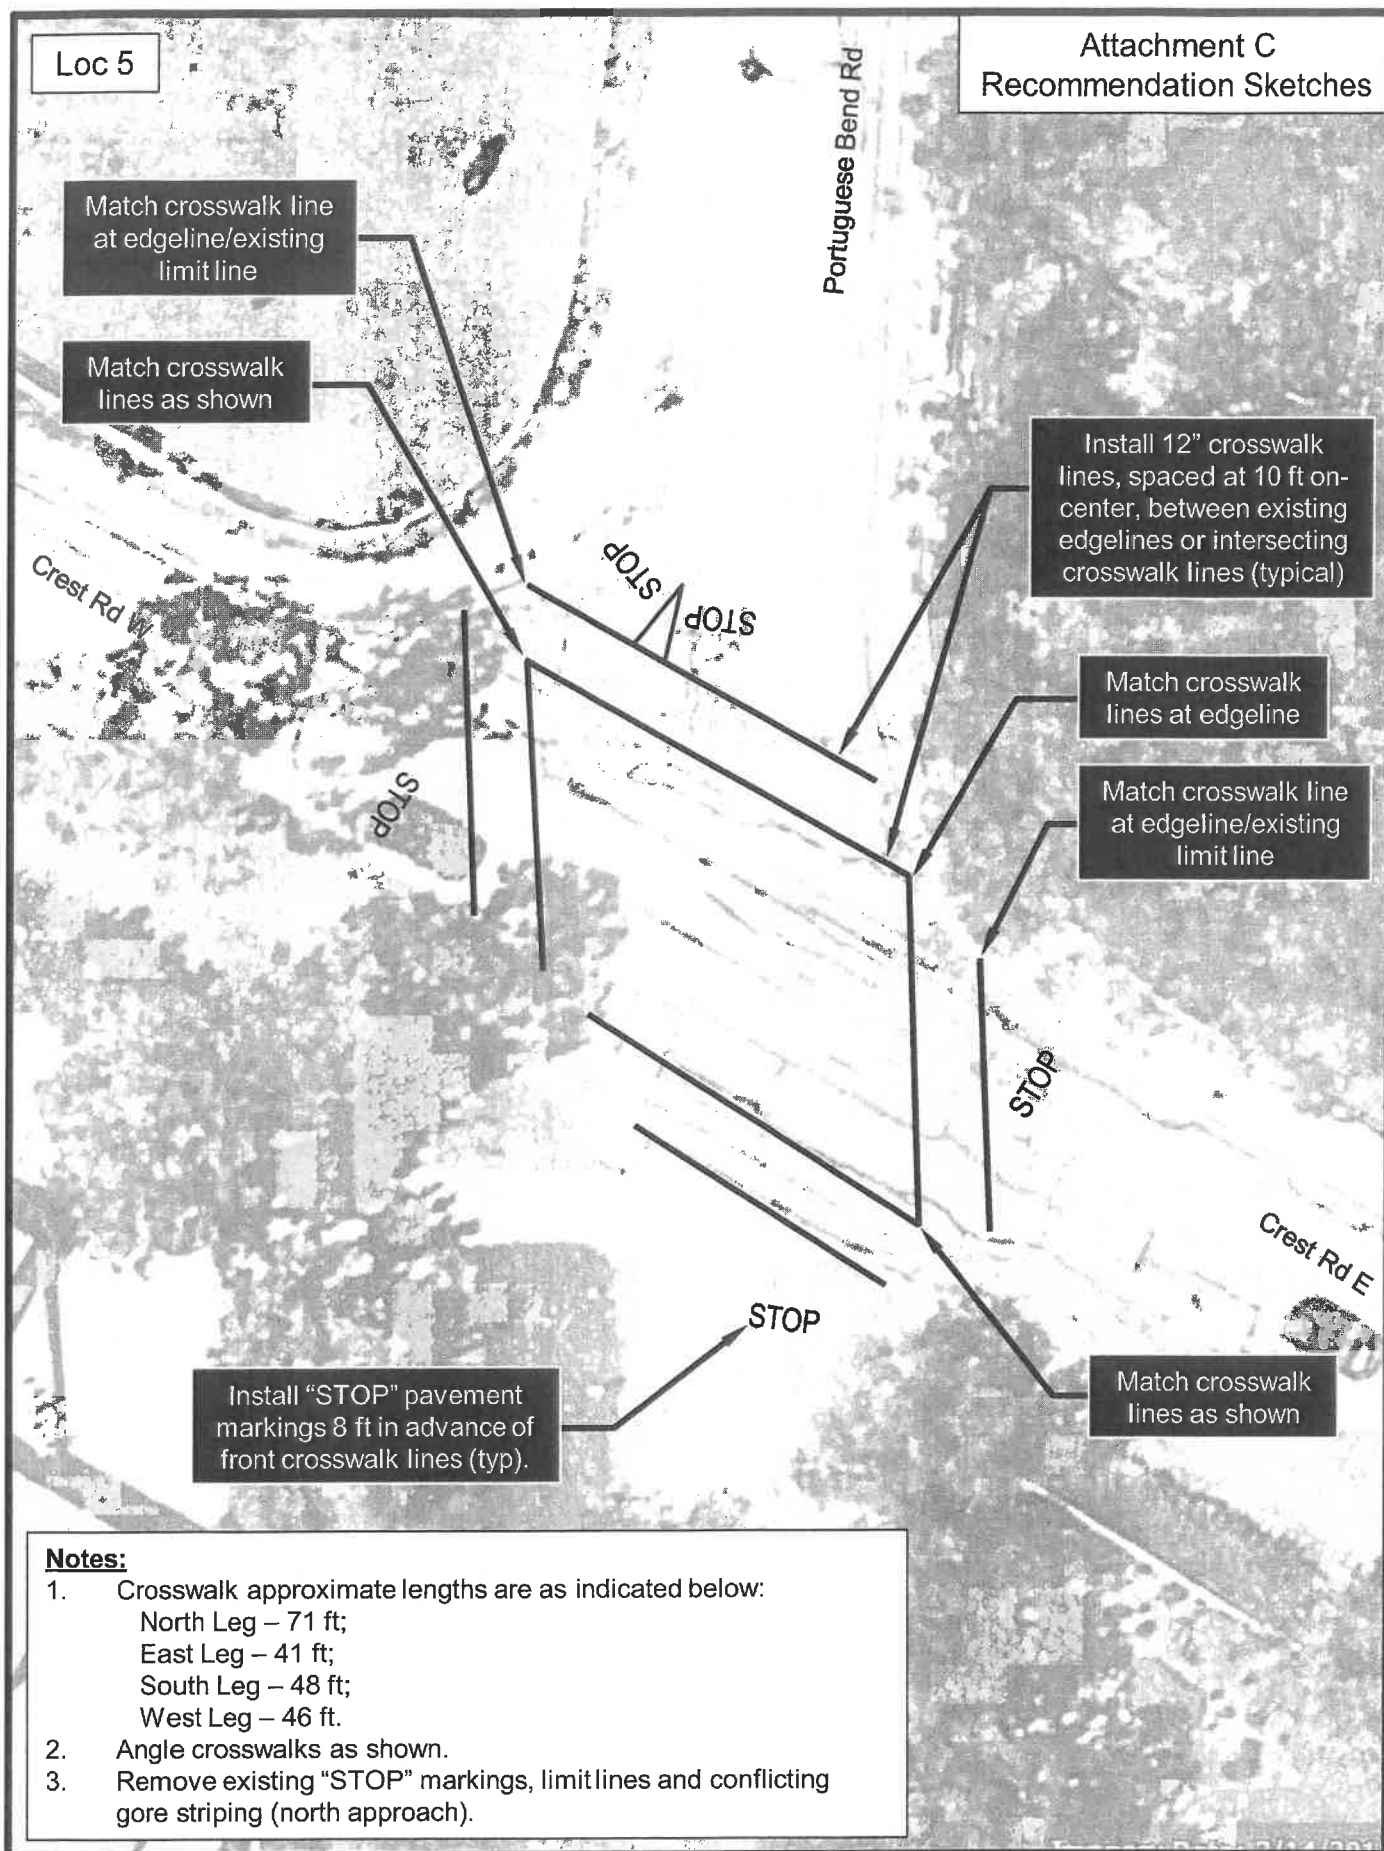 Loc 5
Attachment C
Recommendation Sketches
Portuguese Bend Rd
Match crosswalk line
at edgeline/existing
limit line
Match crosswalk
lines as shown
Install 12” crosswalk
lines, spaced at 10 ft on-
center, between existing
edgelines or intersecting
crosswalk lines (typical)
Crest Rd W
STOP
STOP
Match crosswalk
lines at edgeline
STOP
Match crosswalk line
at edgeline/existing
limit line
STOP
Crest Rd E
STOP
Install “STOP” pavement
markings 8 ft in advance of
front crosswalk lines (typ).
Match crosswalk
lines as shown
Notes:
1. Crosswalk approximate lengths are as indicated below:
North Leg – 71 ft;
East Leg – 41 ft;
South Leg – 48 ft;
West Leg – 46 ft.
2. Angle crosswalks as shown.
3. Remove existing “STOP” markings, limit lines and conflicting
gore striping (north approach).